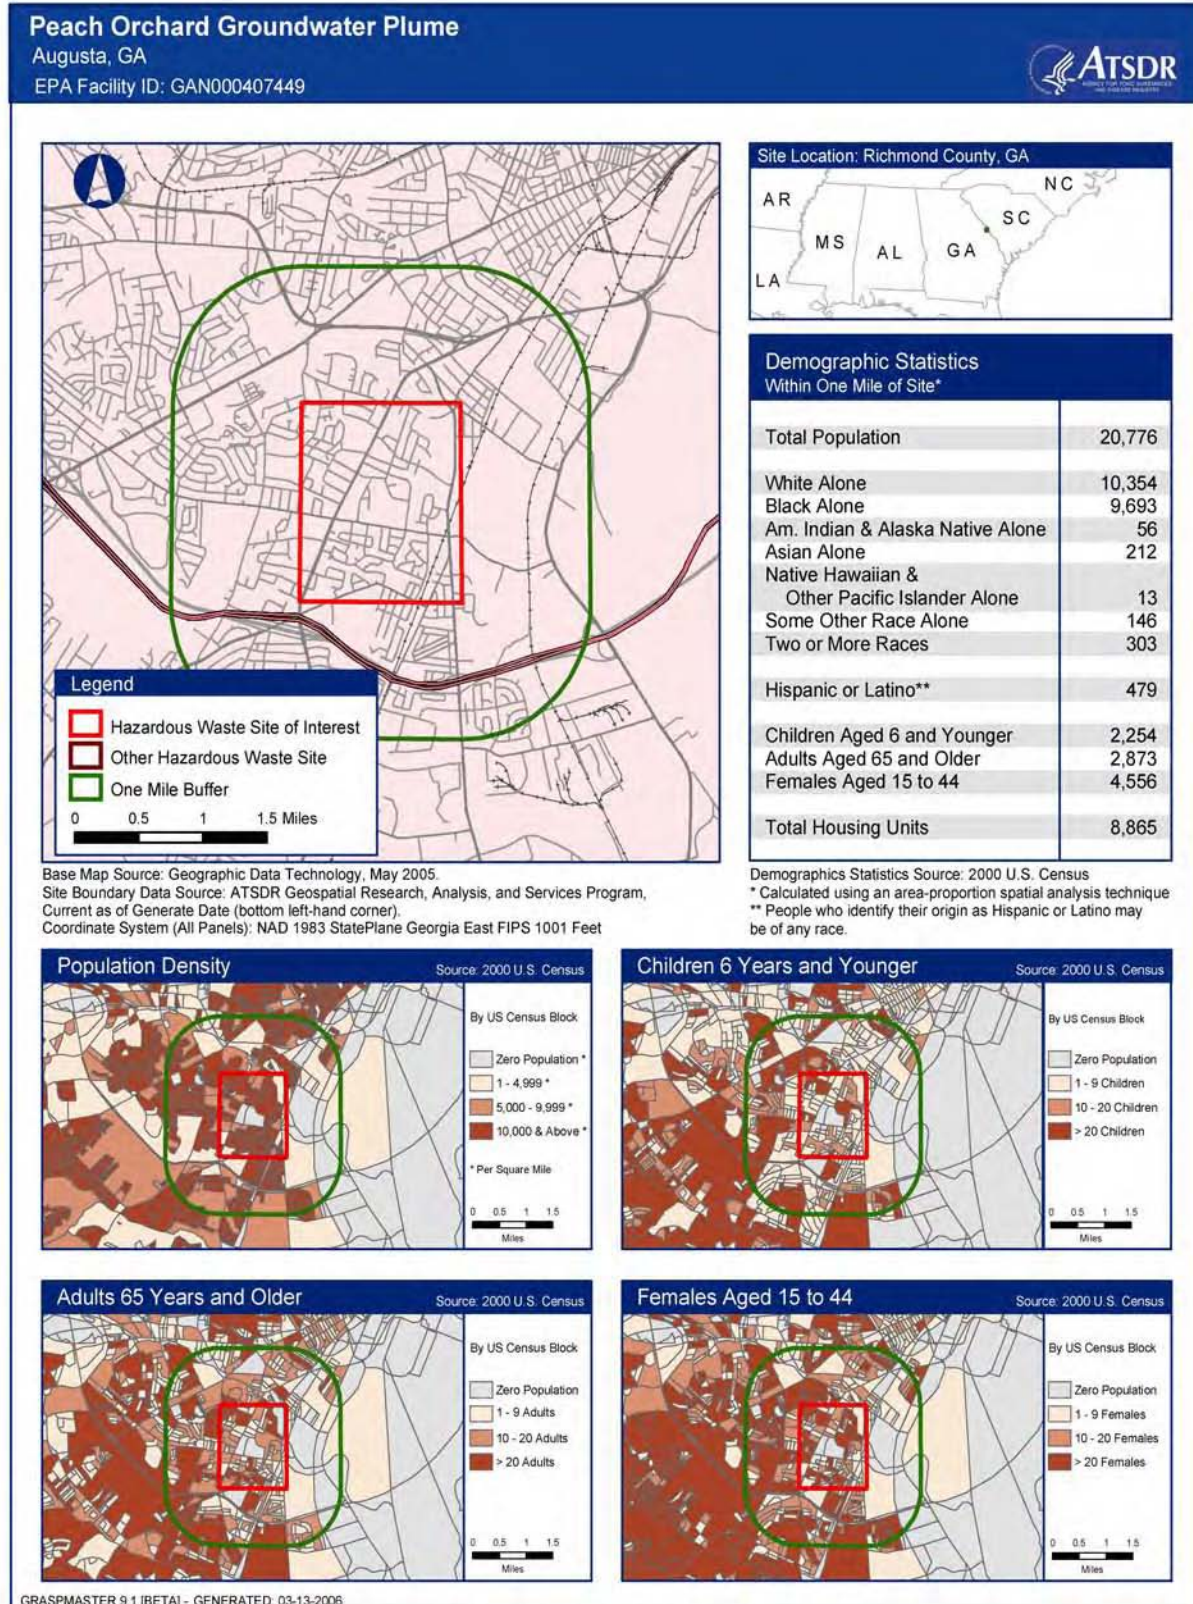 Peach Orchard Groundwater Plume
Augusta, GA
EPA Facility ID: GAN000407449
ATSDR
Site Location: Richmond County, GA
AR
MS
AL
GA
SC
NC
LA
Demographic Statistics
Within One Mile of Site*
Total Population 20,776
White Alone 10,354
Black Alone 9,693
Am. Indian & Alaska Native Alone 56
Asian Alone 212
Native Hawaiian &
Other Pacific Islander Alone 13
Some Other Race Alone 146
Two or More Races 303
Hispanic or Latino** 479
Children Aged 6 and Younger 2,254
Adults Aged 65 and Older 2,873
Females Aged 15 to 44 4,556
Total Housing Units 8,865
Legend
Hazardous Waste Site of Interest
Other Hazardous Waste Site
One Mile Buffer
0 0.5 1 1.5 Miles
Base Map Source: Geographic Data Technology, May 2005.
Site Boundary Data Source: ATSDR Geospatial Research, Analysis, and Services Program,
Current as of Generate Date (bottom left-hand corner).
Coordinate System (All Panels): NAD 1983 StatePlane Georgia East FIPS 1001 Feet
Demographics Statistics Source: 2000 U.S. Census
* Calculated using an area-proportion spatial analysis technique
** People who identify their origin as Hispanic or Latino may
be of any race.
Population Density Source: 2000 U.S. Census
By US Census Block
Zero Population *
1 - 4,999 *
5,000 - 9,999 *
10,000 & Above *
* Per Square Mile
0 0.5 1 1.5
Miles
Children 6 Years and Younger Source: 2000 U.S. Census
By US Census Block
Zero Population
1 - 9 Children
10 - 20 Children
> 20 Children
0 0.5 1 1.5
Miles
Adults 65 Years and Older Source: 2000 U.S. Census
By US Census Block
Zero Population
1 - 9 Adults
10 - 20 Adults
> 20 Adults
0 0.5 1 1.5
Miles
Females Aged 15 to 44 Source: 2000 U.S. Census
By US Census Block
Zero Population
1 - 9 Females
10 - 20 Females
> 20 Females
0 0.5 1 1.5
Miles
GRASPMASTER 9.1 [BETA] - GENERATED: 03-13-2006